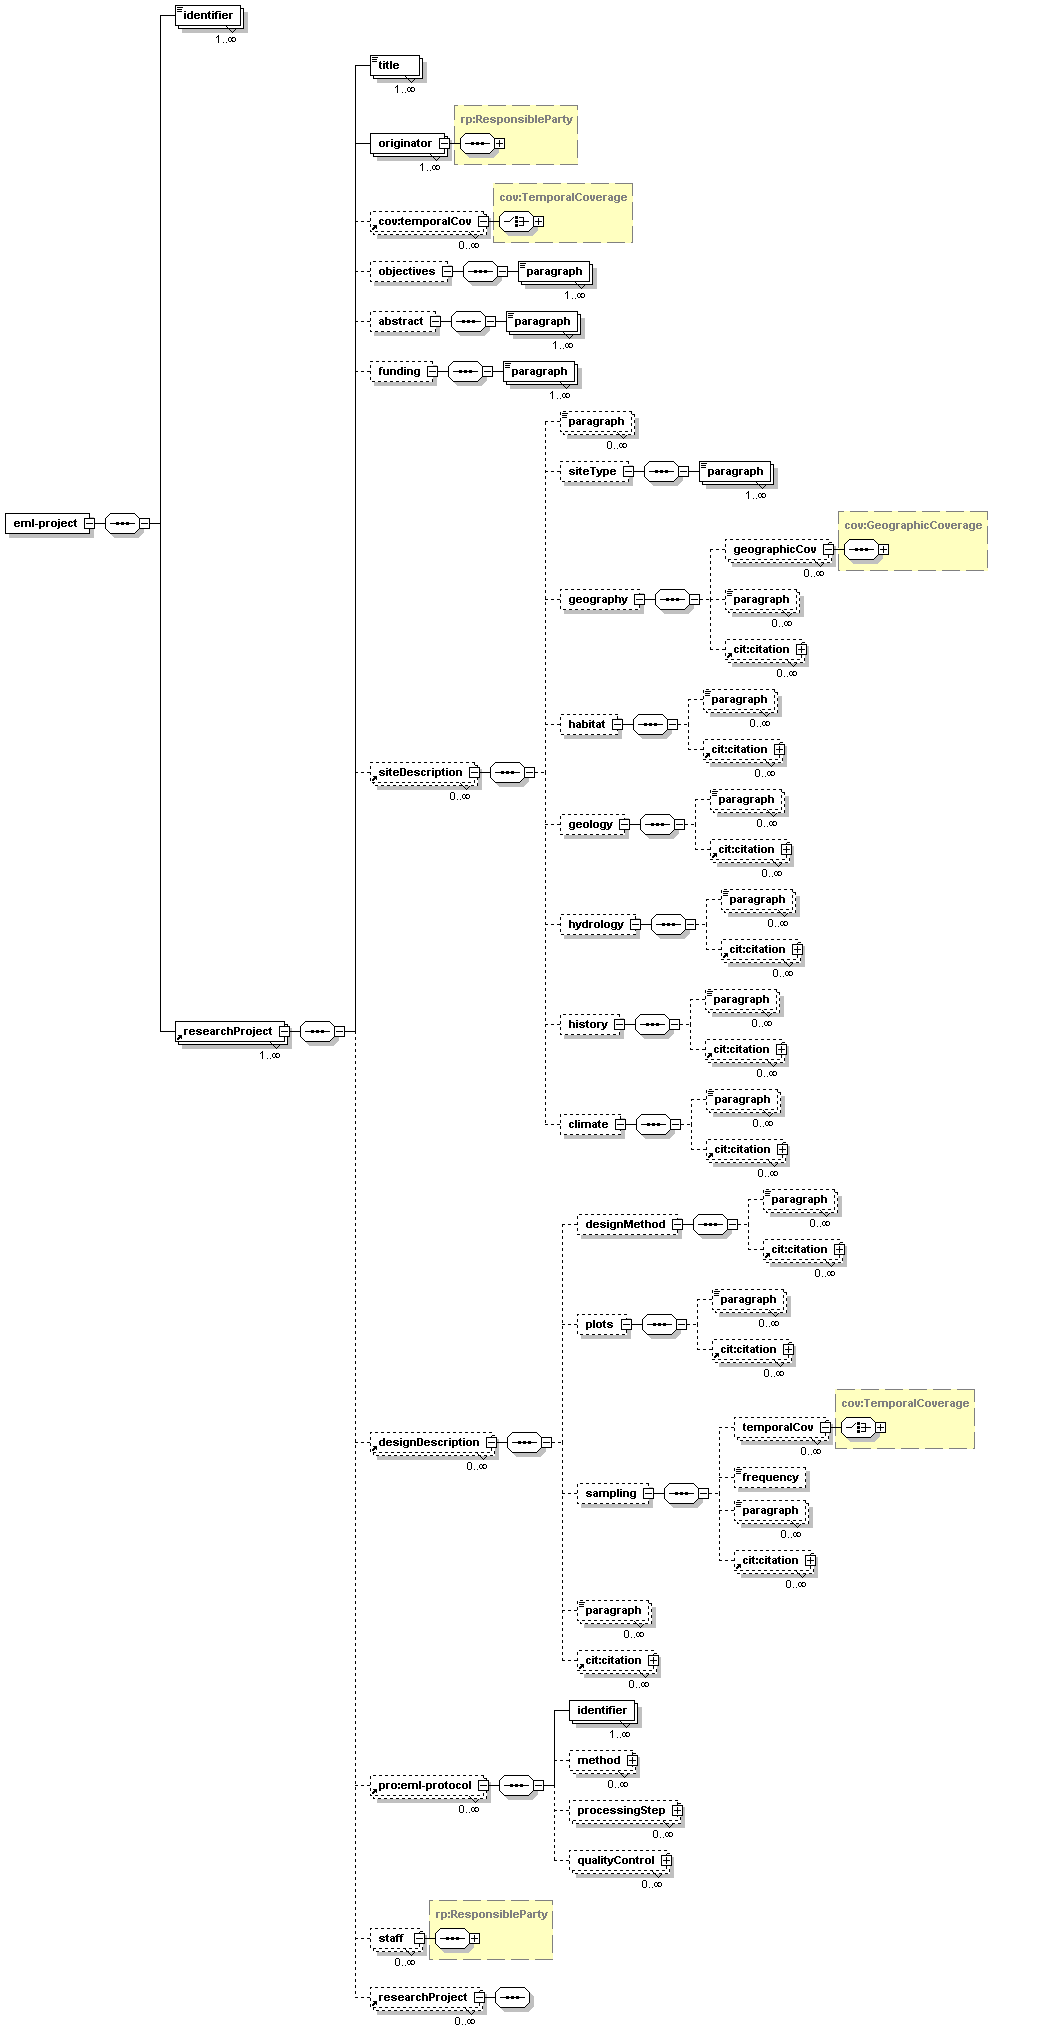 identifier
1..∞
title
1..∞
rp:ResponsibleParty
originator
1..∞
cov:TemporalCoverage
cov:temporalCov
0..∞
objectives
paragraph
1..∞
abstract
paragraph
1..∞
funding
paragraph
1..∞
paragraph
0..∞
siteType
paragraph
1..∞
eml-project
cov:GeographicCoverage
geographicCov
0..∞
geography
paragraph
0..∞
cit:citation
0..∞
habitat
paragraph
0..∞
cit:citation
0..∞
siteDescription
0..∞
geology
paragraph
0..∞
cit:citation
0..∞
hydrology
paragraph
0..∞
cit:citation
0..∞
history
paragraph
0..∞
cit:citation
0..∞
researchProject
1..∞
climate
paragraph
0..∞
cit:citation
0..∞
designMethod
paragraph
0..∞
cit:citation
0..∞
plots
paragraph
0..∞
cit:citation
0..∞
designDescription
0..∞
cov:TemporalCoverage
temporalCov
0..∞
sampling
frequency
paragraph
0..∞
cit:citation
0..∞
paragraph
0..∞
cit:citation
0..∞
identifier
1..∞
method
0..∞
pro:eml-protocol
0..∞
processingStep
0..∞
qualityControl
0..∞
rp:ResponsibleParty
staff
0..∞
researchProject
0..∞